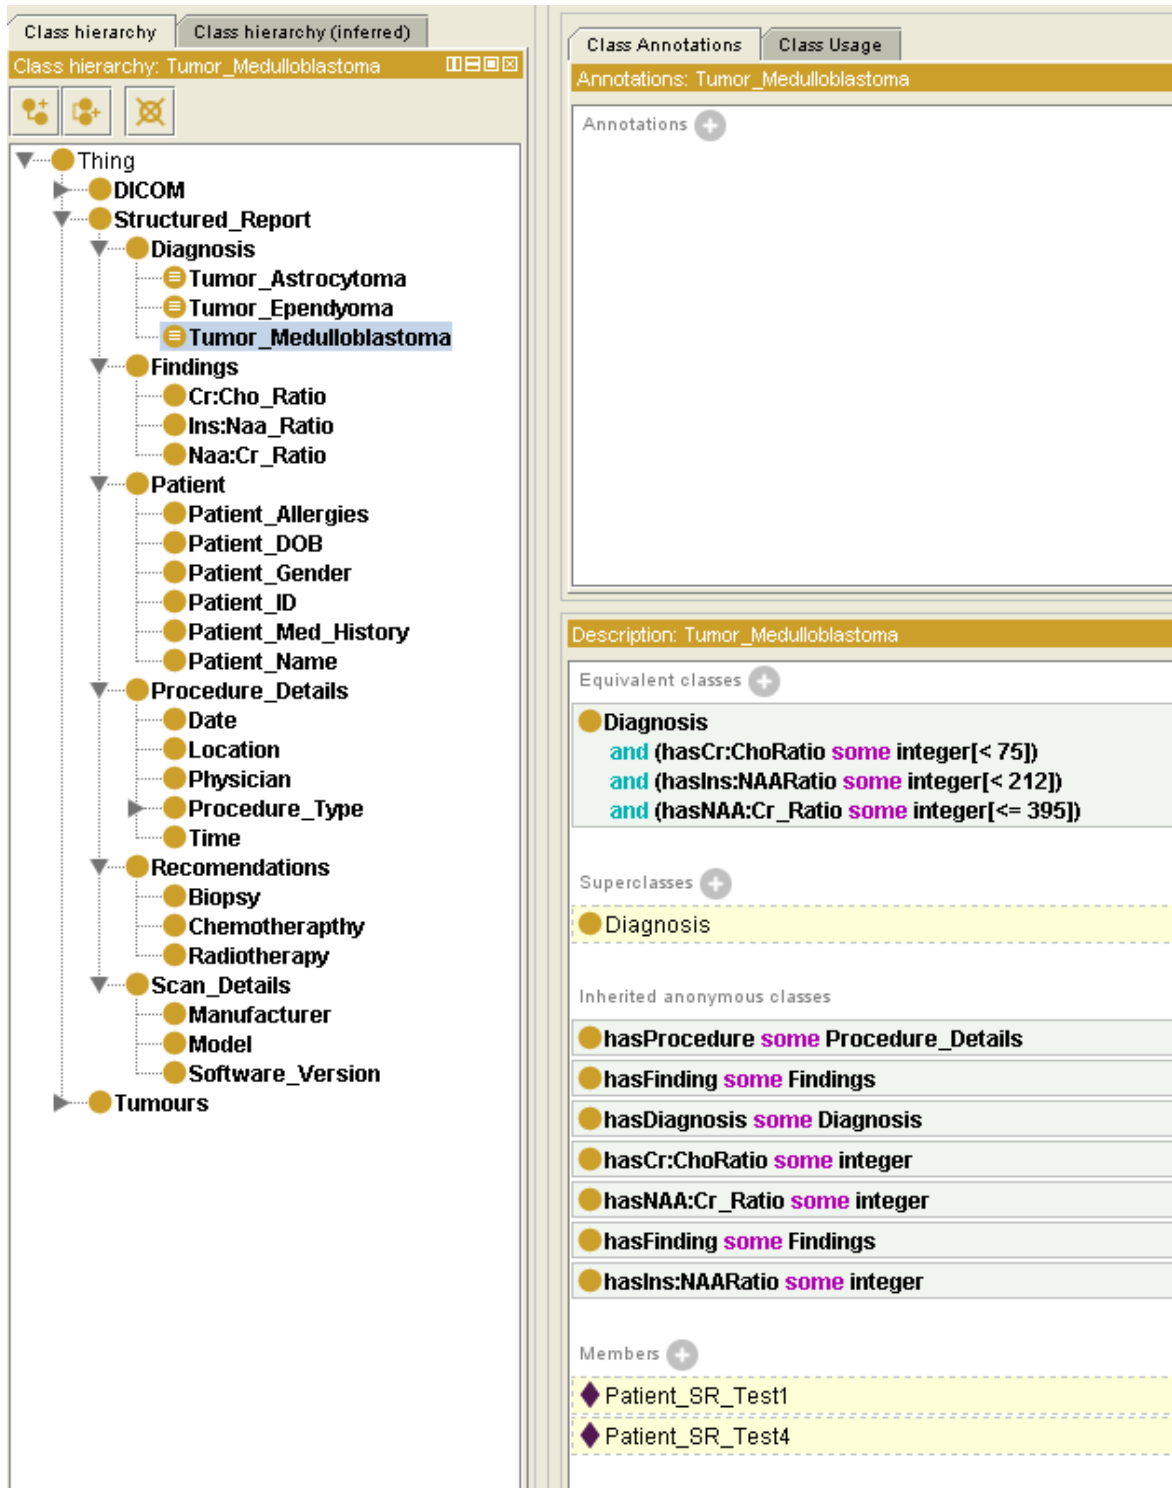 Class hierarchy
Class hierarchy (inferred)
Class hierarchy: Tumor_Medulloblastoma
Thing
DICOM
Structured_Report
Diagnosis
Tumor_Astrocytoma
Tumor_Ependyoma
Tumor_Medulloblastoma
Findings
Cr:Cho_Ratio
Ins:Naa_Ratio
Naa:Cr_Ratio
Patient
Patient_Allergies
Patient_DOB
Patient_Gender
Patient_ID
Patient_Med_History
Patient_Name
Procedure_Details
Date
Location
Physician
Procedure_Type
Time
Recomendations
Biopsy
Chemotherapthy
Radiotherapy
Scan_Details
Manufacturer
Model
Software_Version
Tumours
Class Annotations
Class Usage
Annotations: Tumor_Medulloblastoma
Annotations
Description: Tumor_Medulloblastoma
Equivalent classes
Diagnosis
and (hasCr:ChoRatio some integer[< 75])
and (hasIns:NAARatio some integer[< 212])
and (hasNAA:Cr_Ratio some integer[<= 395])
Superclasses
Diagnosis
Inherited anonymous classes
hasProcedure some Procedure_Details
hasFinding some Findings
hasDiagnosis some Diagnosis
hasCr:ChoRatio some integer
hasNAA:Cr_Ratio some integer
hasFinding some Findings
hasIns:NAARatio some integer
Members
Patient_SR_Test1
Patient_SR_Test4